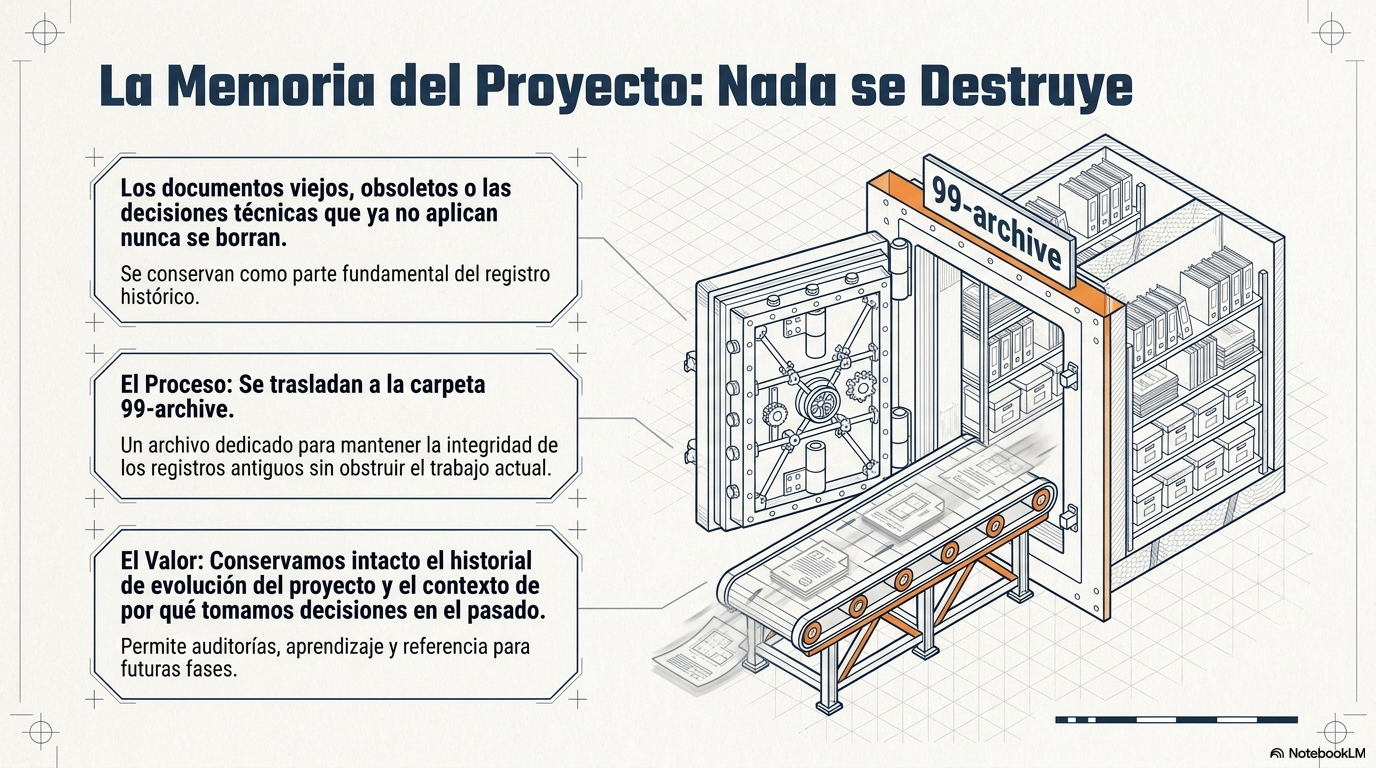 La Memoria del Proyecto: Nada se Destruye
Los documentos viejos, obsoletos o las
decisiones técnicas que ya no aplican
nunca se borran.
Se conservan como parte fundamental del registro
histórico.
El Proceso: Se trasladan a la carpeta
99-archive.
Un archivo dedicado para mantener la integridad de
los registros antiguos sin obstruir el trabajo actual.
El Valor: Conservamos intacto el historial
de evolución del proyecto y el contexto de
por qué tomamos decisiones en el pasado.
Permite auditorías, aprendizaje y referencia para
futuras fases.
99-archive
NotebookLM